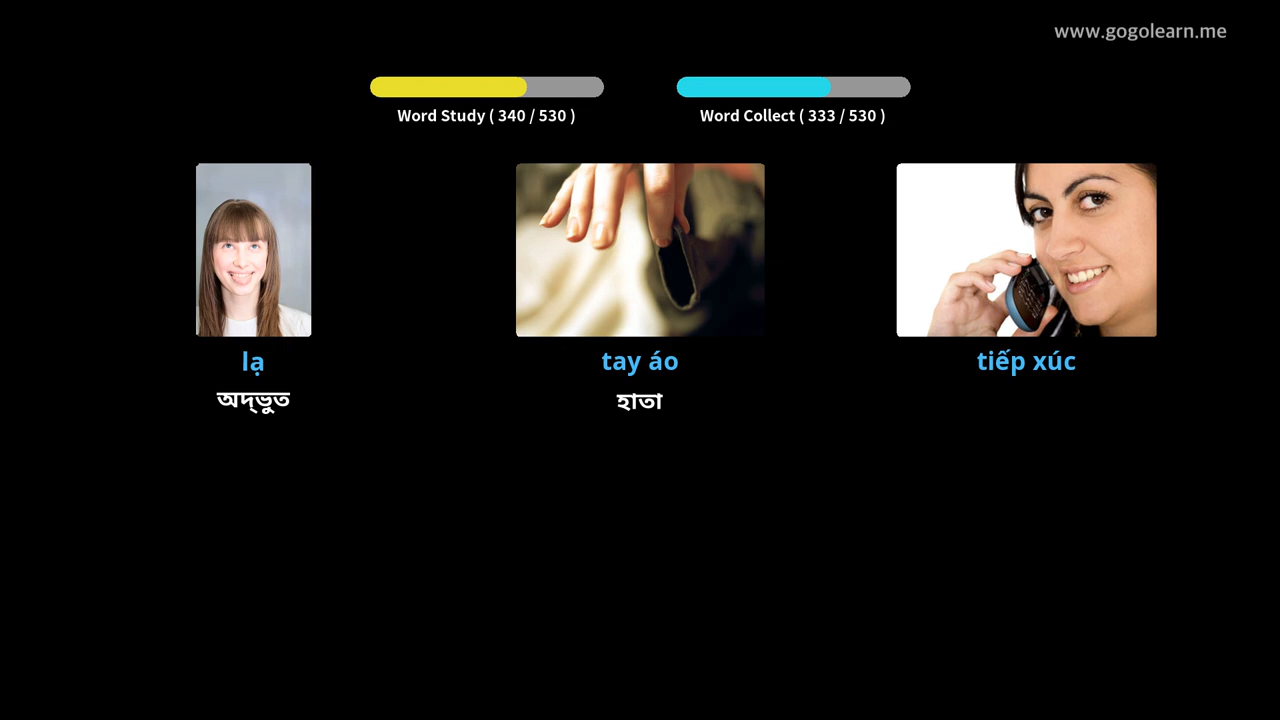 www.gogolearn.me
Word Study ( 340 / 530 )
Word Collect ( 333 / 530 )
lạ
tay áo
tiếp xúc
অদ্ভুত
হাতা